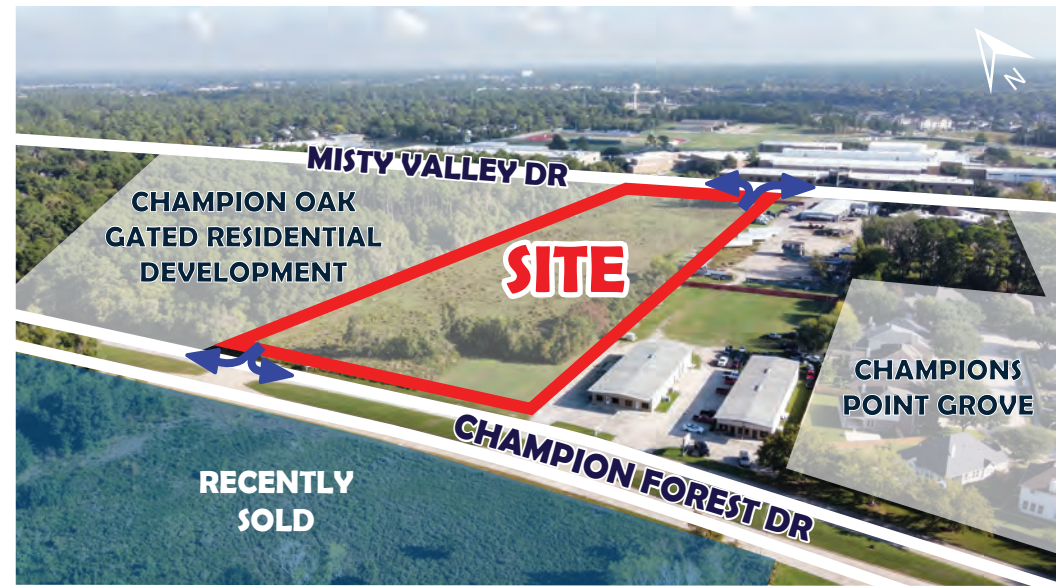 N
MISTY VALLEY DR
CHAMPION OAK
GATED RESIDENTIAL
DEVELOPMENT
SITE
CHAMPIONS
POINT GROVE
CHAMPION FOREST DR
RECENTLY
SOLD